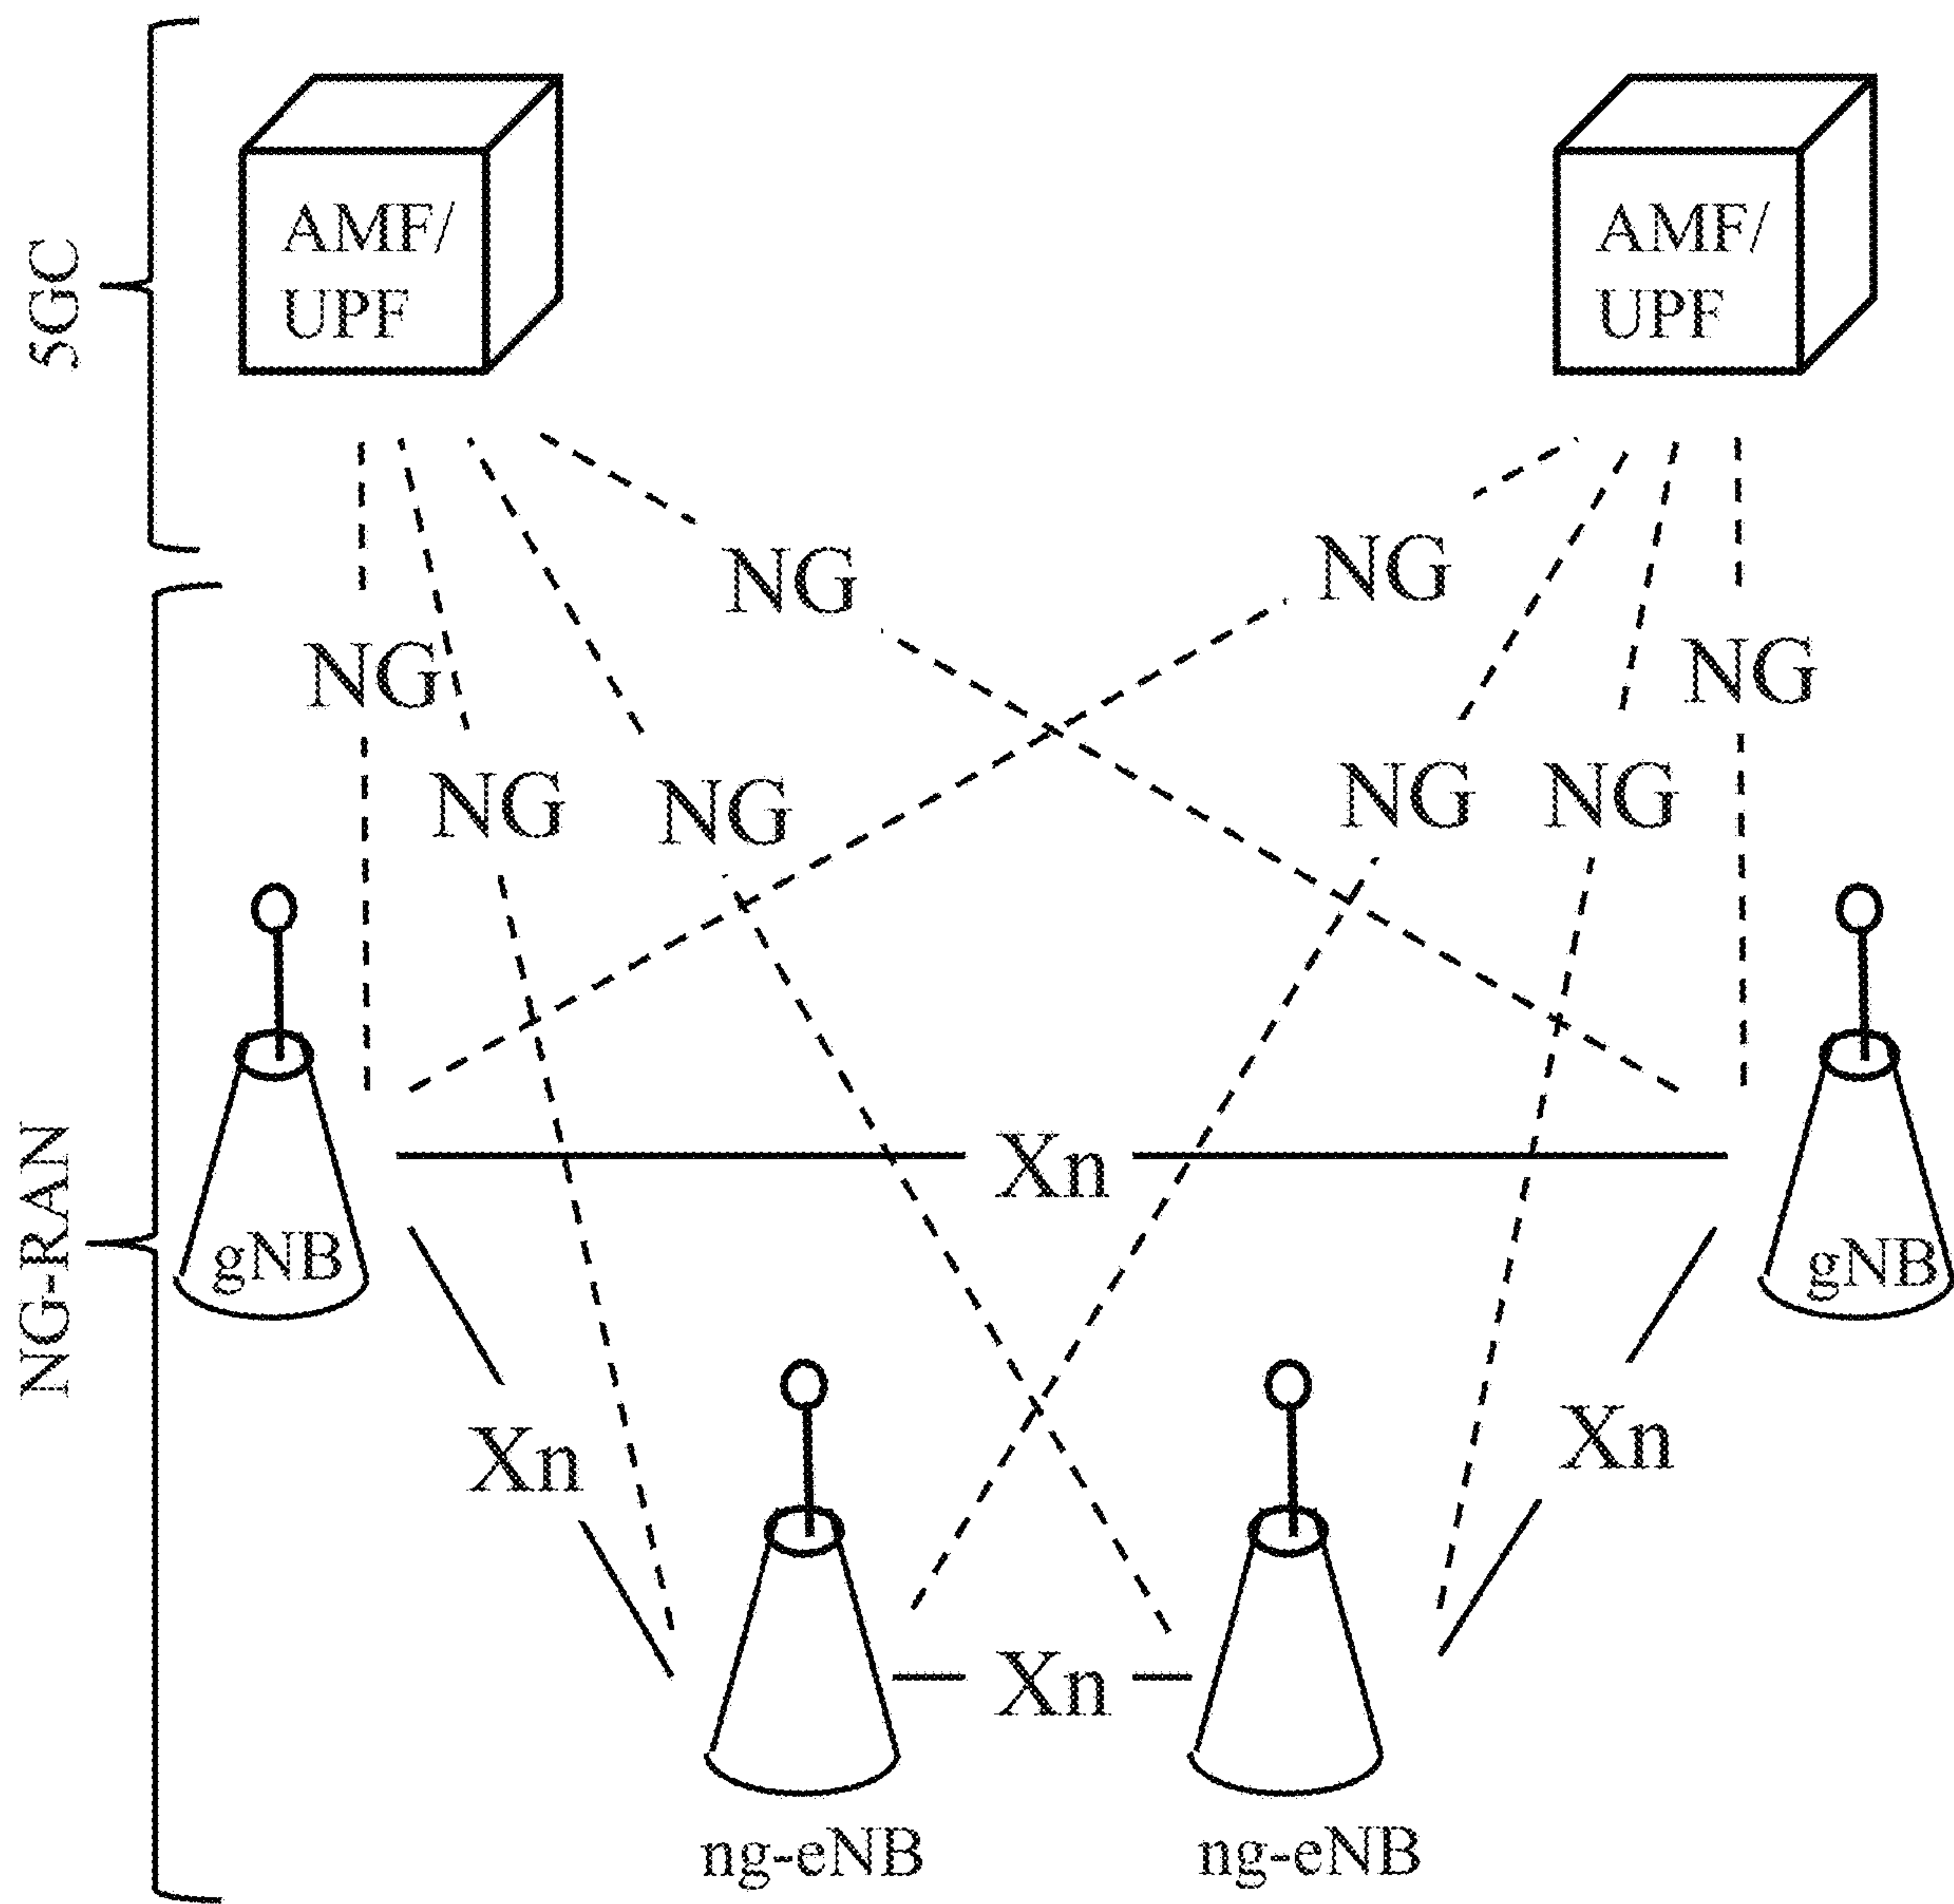 5GC
AMF/
UPF
AMF/
UPF
NG
NG
NG
NG
NG
NG
NG
NG
NG-RAN
Xn
gNB
gNB
Xn
Xn
Xn
ng-eNB
ng-eNB